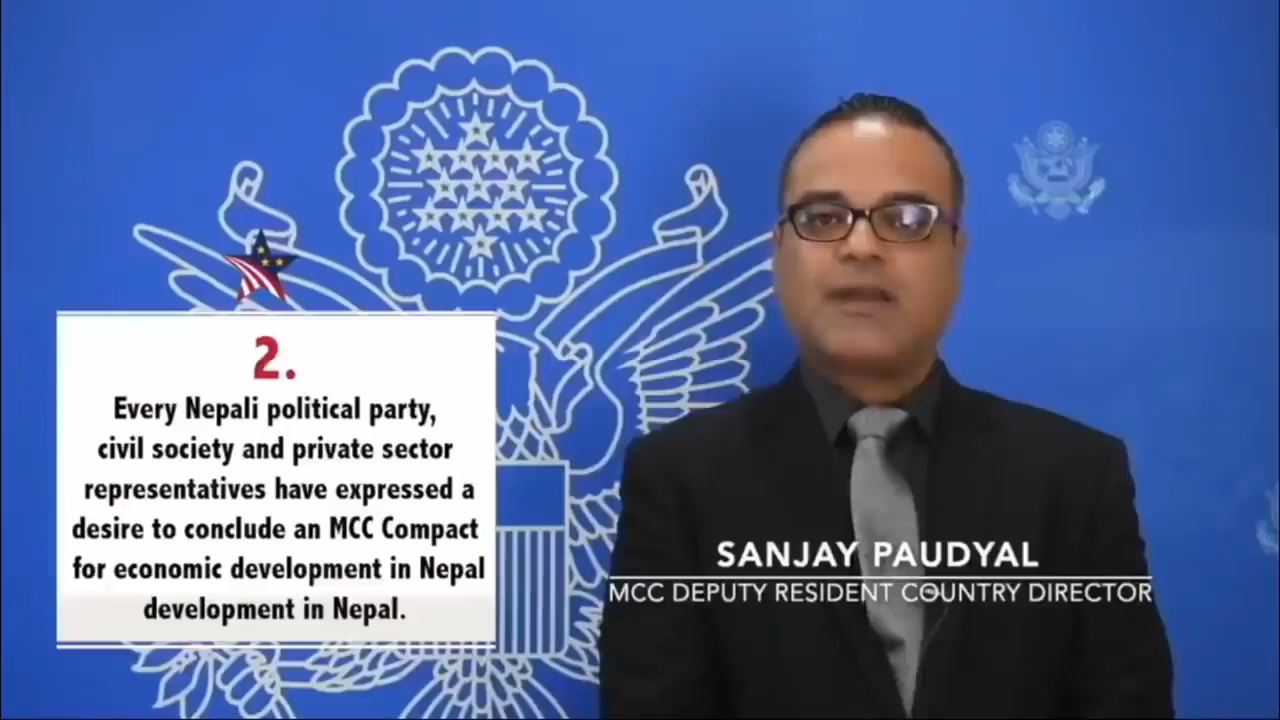 2.
Every Nepali political party,
civil society and private sector
representatives have expressed a
desire to conclude an MCC Compact
for economic development in Nepal
development in Nepal.
SANJAY PAUDYAL
MCC DEPUTY RESIDENT COUNTRY DIRECTOR